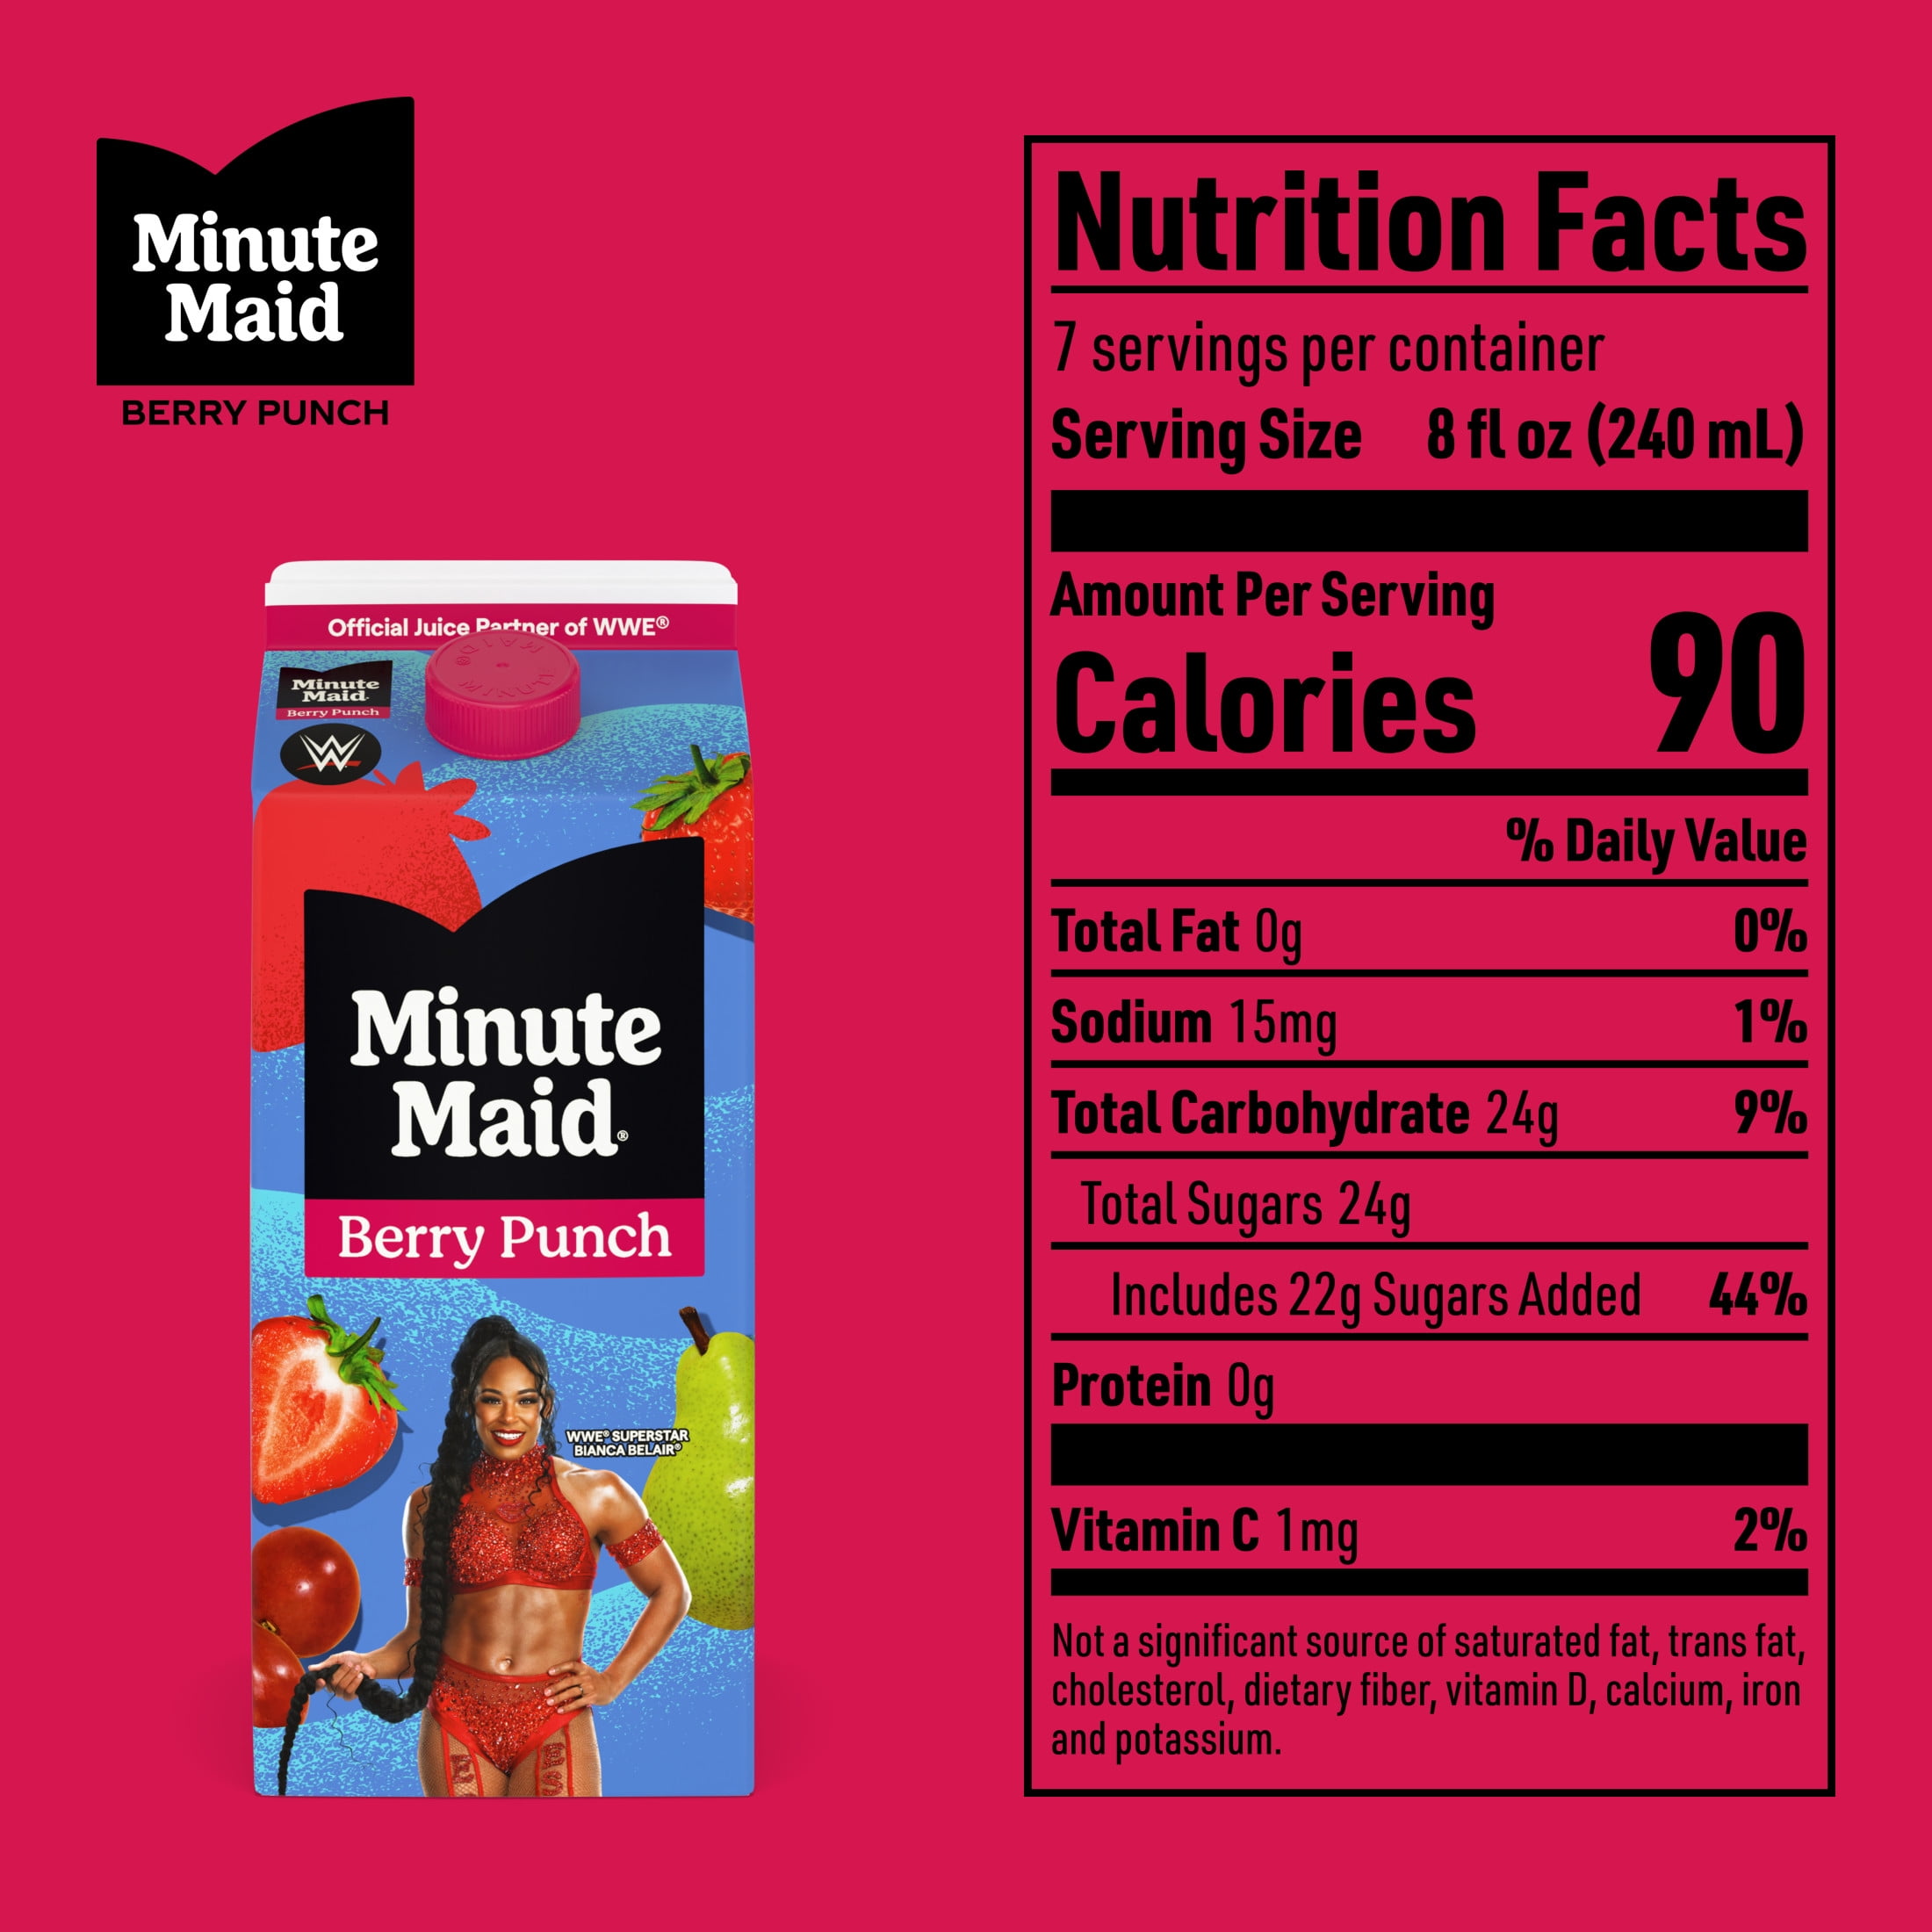 Minute
Maid
BERRY PUNCH
Official Juice Partner of WWE®
Minute
Maid
Berry Punch
W
Minute
Maid®
Berry Punch
WWE® SUPERSTAR
BIANCA BELAIR®
Nutrition Facts
7 servings per container
Serving Size 8 fl oz (240 mL)
Amount Per Serving
Calories 90
% Daily Value
Total Fat 0g 0%
Sodium 15mg 1%
Total Carbohydrate 24g 9%
Total Sugars 24g
Includes 22g Sugars Added 44%
Protein 0g
Vitamin C 1mg 2%
Not a significant source of saturated fat, trans fat,
cholesterol, dietary fiber, vitamin D, calcium, iron
and potassium.